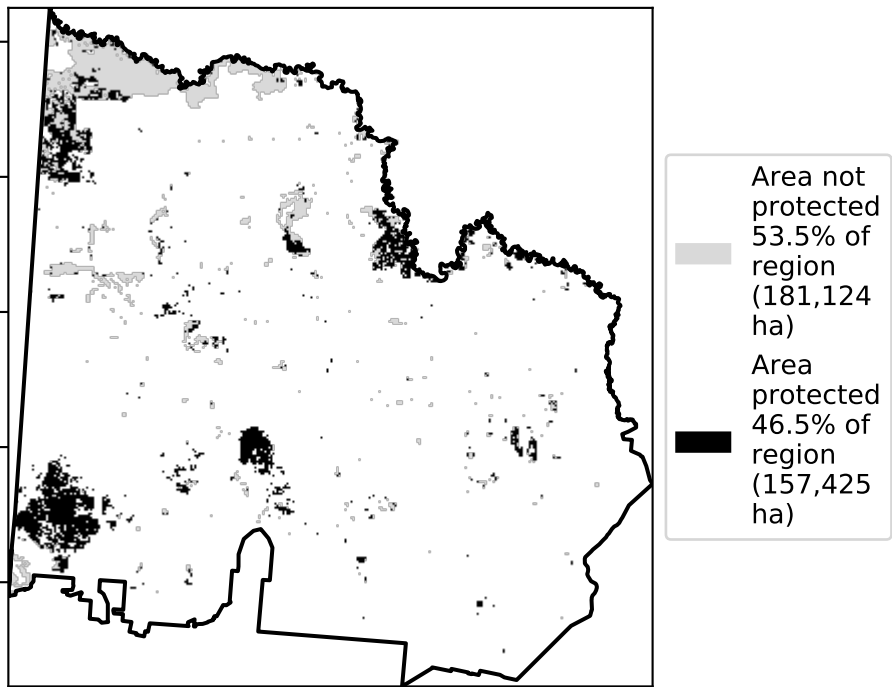 Area not
protected
53.5% of
region
(181,124
ha)
Area
protected
46.5% of
region
(157,425
ha)